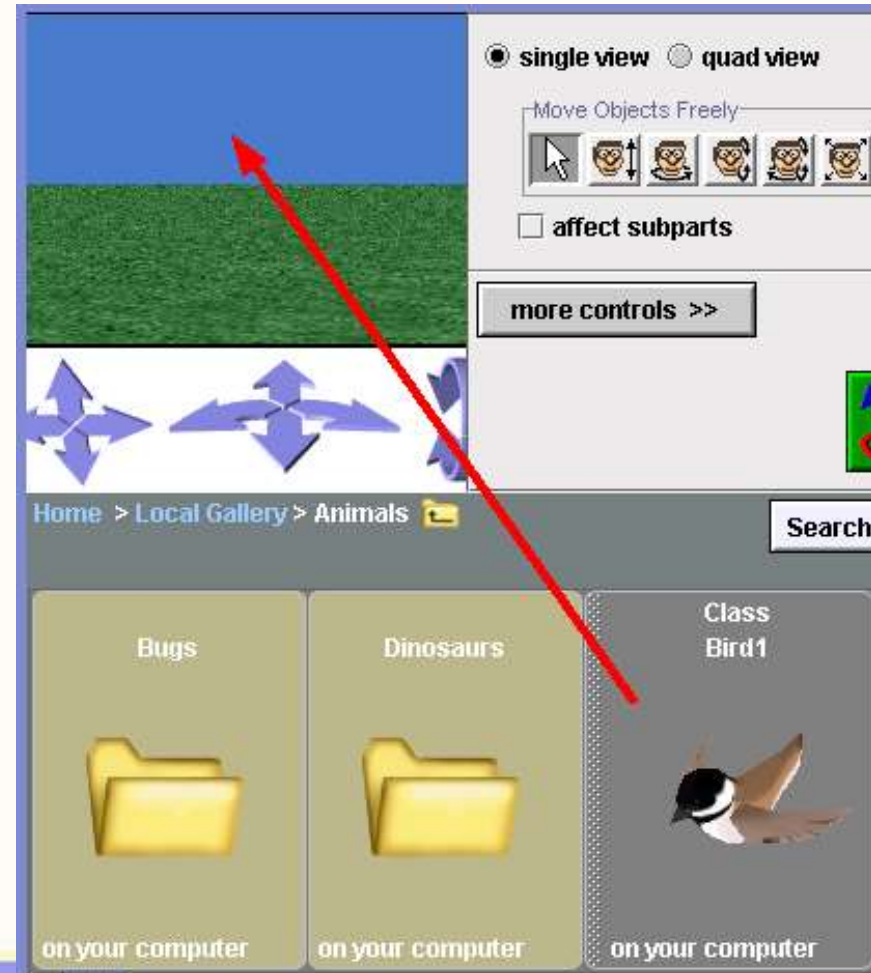 single view quad view
Move Objects Freely
affect subparts
more controls >>
Home > Local Gallery > Animals
Search
Bugs
Dinosaurs
Class
Bird1
on your computer
on your computer
on your computer